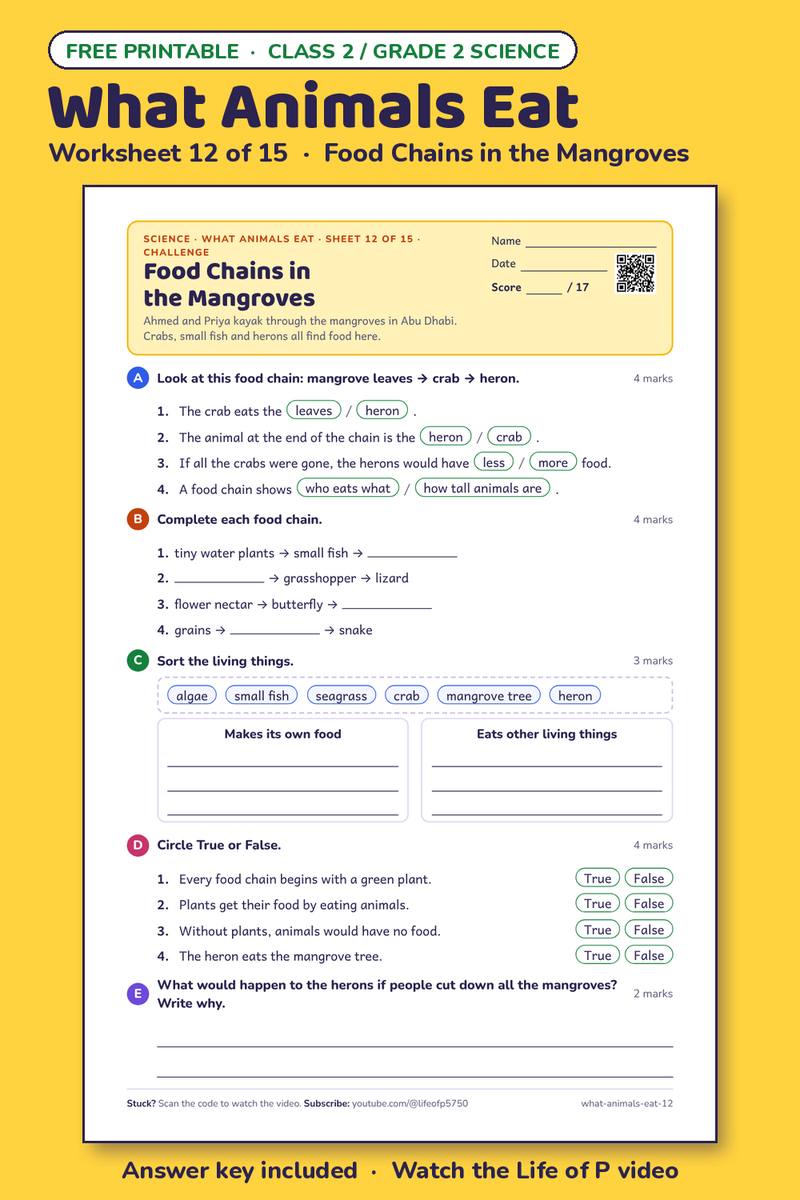 FREE PRINTABLE · CLASS 2 / GRADE 2 SCIENCE
What Animals Eat
Worksheet 12 of 15 · Food Chains in the Mangroves
SCIENCE · WHAT ANIMALS EAT · SHEET 12 OF 15 ·
CHALLENGE
Food Chains in
the Mangroves
Ahmed and Priya kayak through the mangroves in Abu Dhabi.
Crabs, small fish and herons all find food here.
Name ____________
Date ____________
Score ______ / 17
A Look at this food chain: mangrove leaves → crab → heron. 4 marks
1. The crab eats the leaves / heron .
2. The animal at the end of the chain is the heron / crab .
3. If all the crabs were gone, the herons would have less / more food.
4. A food chain shows who eats what / how tall animals are .
B Complete each food chain. 4 marks
1. tiny water plants → small fish → ____________
2. ____________ → grasshopper → lizard
3. flower nectar → butterfly → ____________
4. grains → ____________ → snake
C Sort the living things. 3 marks
algae small fish seagrass crab mangrove tree heron
Makes its own food Eats other living things
D Circle True or False. 4 marks
1. Every food chain begins with a green plant. True False
2. Plants get their food by eating animals. True False
3. Without plants, animals would have no food. True False
4. The heron eats the mangrove tree. True False
E What would happen to the herons if people cut down all the mangroves? 2 marks
Write why.
Stuck? Scan the code to watch the video. Subscribe: youtube.com/@lifeofp5750 what-animals-eat-12
Answer key included · Watch the Life of P video